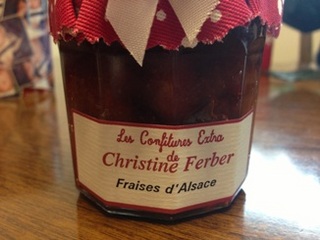 Les Confitures Extra
de
Christine Ferber
Fraises d'Alsace